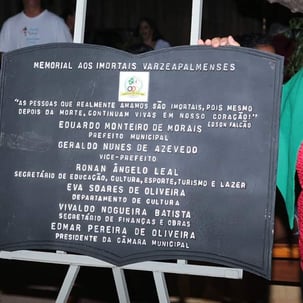 MEMORIAL AOS IMORTAIS VARZEAPALMENSES
"AS PESSOAS QUE REALMENTE AMAMOS SÃO IMORTAIS, POIS MESMO
DEPOIS DA MORTE, CONTINUAM VIVAS EM NOSSO CORAÇÃO!"
EDSON FALCÃO
EDUARDO MONTEIRO DE MORAIS
PREFEITO MUNICIPAL
GERALDO NUNES DE AZEVEDO
VICE-PREFEITO
RONAN ÂNGELO LEAL
SECRETÁRIO DE EDUCAÇÃO, CULTURA, ESPORTE, TURISMO E LAZER
EVA SOARES DE OLIVEIRA
DEPARTAMENTO DE CULTURA
VIVALDO NOGUEIRA BATISTA
SECRETÁRIO DE FINANÇAS E OBRAS
EDMAR PEREIRA DE OLIVEIRA
PRESIDENTE DA CÂMARA MUNICIPAL